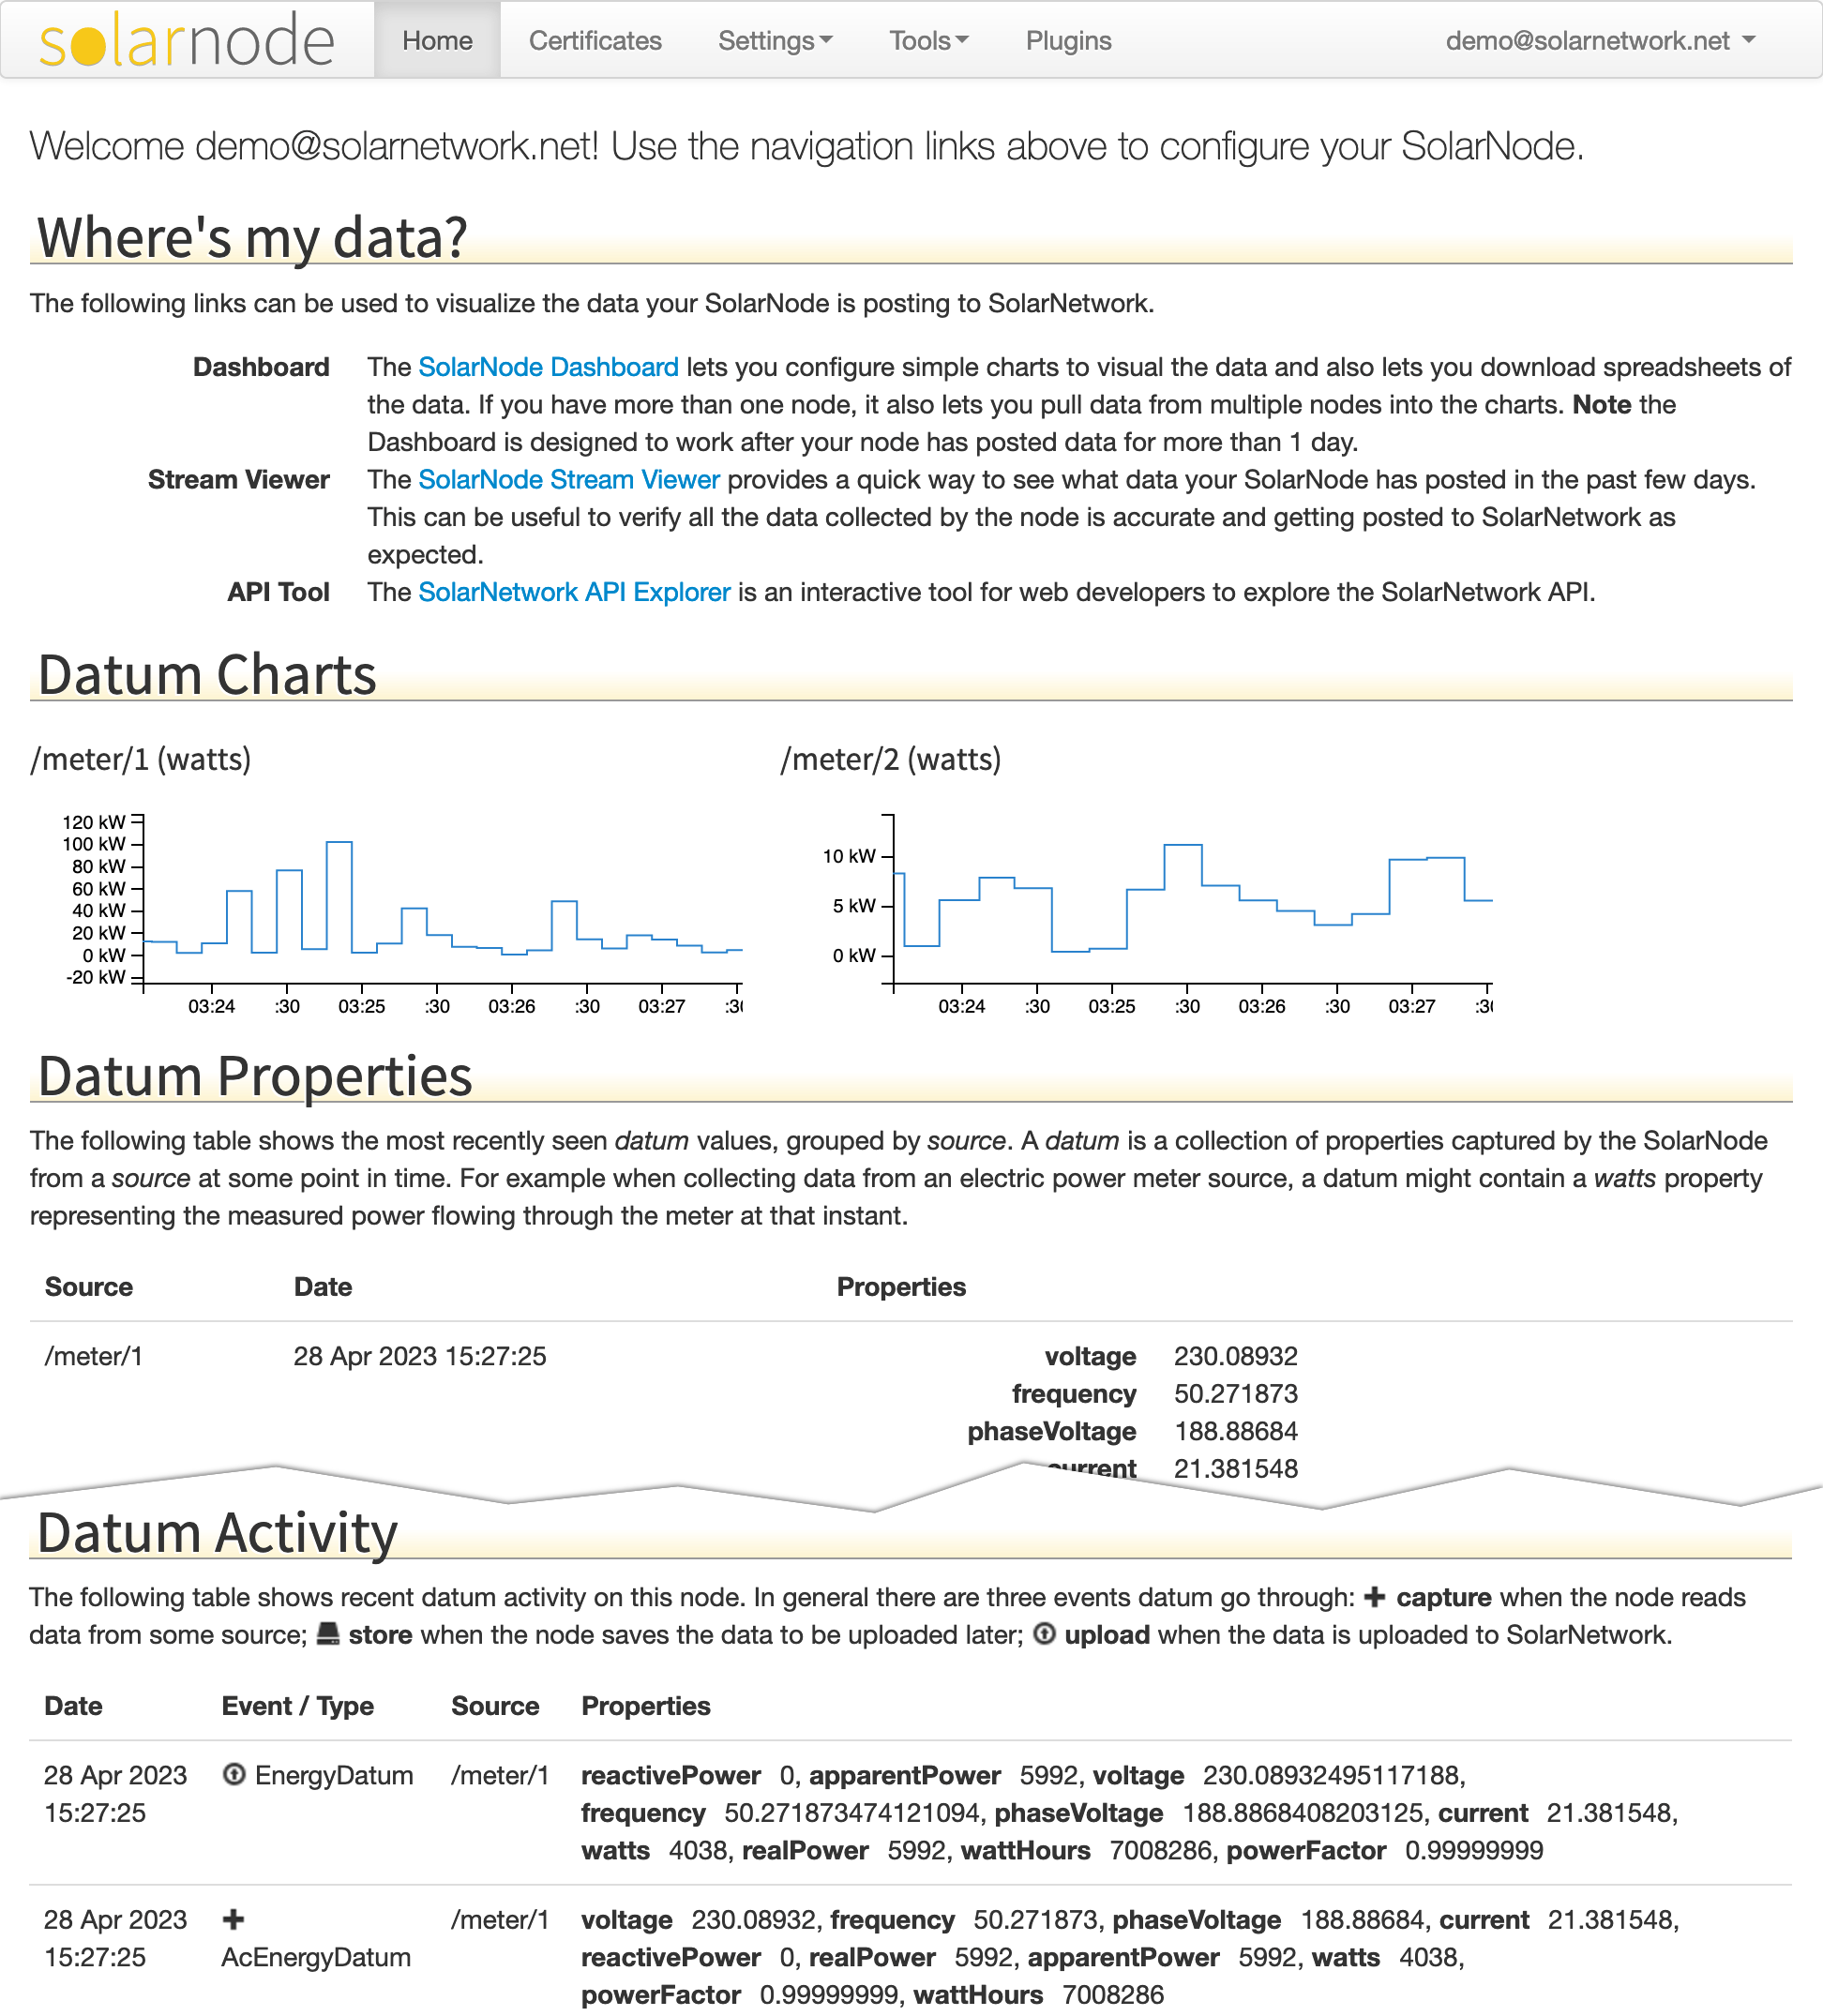 solarnode Home Certificates Settings Tools Plugins demo@solarnetwork.net
Welcome demo@solarnetwork.net! Use the navigation links above to configure your SolarNode.
Where's my data?
The following links can be used to visualize the data your SolarNode is posting to SolarNetwork.
Dashboard The SolarNode Dashboard lets you configure simple charts to visual the data and also lets you download spreadsheets of
the data. If you have more than one node, it also lets you pull data from multiple nodes into the charts. Note the
Dashboard is designed to work after your node has posted data for more than 1 day.
Stream Viewer The SolarNode Stream Viewer provides a quick way to see what data your SolarNode has posted in the past few days.
This can be useful to verify all the data collected by the node is accurate and getting posted to SolarNetwork as
expected.
API Tool The SolarNetwork API Explorer is an interactive tool for web developers to explore the SolarNetwork API.
Datum Charts
/meter/1 (watts)
120 kW
100 kW
80 kW
60 kW
40 kW
20 kW
0 kW
-20 kW
03:24 :30 03:25 :30 03:26 :30 03:27 :30
/meter/2 (watts)
10 kW
5 kW
0 kW
03:24 :30 03:25 :30 03:26 :30 03:27 :30
Datum Properties
The following table shows the most recently seen datum values, grouped by source. A datum is a collection of properties captured by the SolarNode
from a source at some point in time. For example when collecting data from an electric power meter source, a datum might contain a watts property
representing the measured power flowing through the meter at that instant.
Source Date Properties
/meter/1 28 Apr 2023 15:27:25 voltage 230.08932
frequency 50.271873
phaseVoltage 188.88684
current 21.381548
Datum Activity
The following table shows recent datum activity on this node. In general there are three events datum go through: capture when the node reads
data from some source; store when the node saves the data to be uploaded later; upload when the data is uploaded to SolarNetwork.
Date Event / Type Source Properties
28 Apr 2023 EnergyDatum /meter/1 reactivePower 0, apparentPower 5992, voltage 230.08932495117188,
15:27:25 frequency 50.271873474121094, phaseVoltage 188.8868408203125, current 21.381548,
watts 4038, realPower 5992, wattHours 7008286, powerFactor 0.99999999
28 Apr 2023 /meter/1 voltage 230.08932, frequency 50.271873, phaseVoltage 188.88684, current 21.381548,
15:27:25 AcEnergyDatum reactivePower 0, realPower 5992, apparentPower 5992, watts 4038,
powerFactor 0.99999999, wattHours 7008286